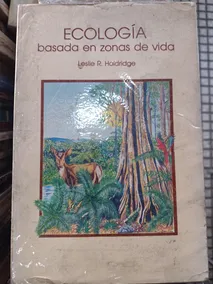 ECOLOGÍA
basada en zonas de vida
Leslie R. Holdridge